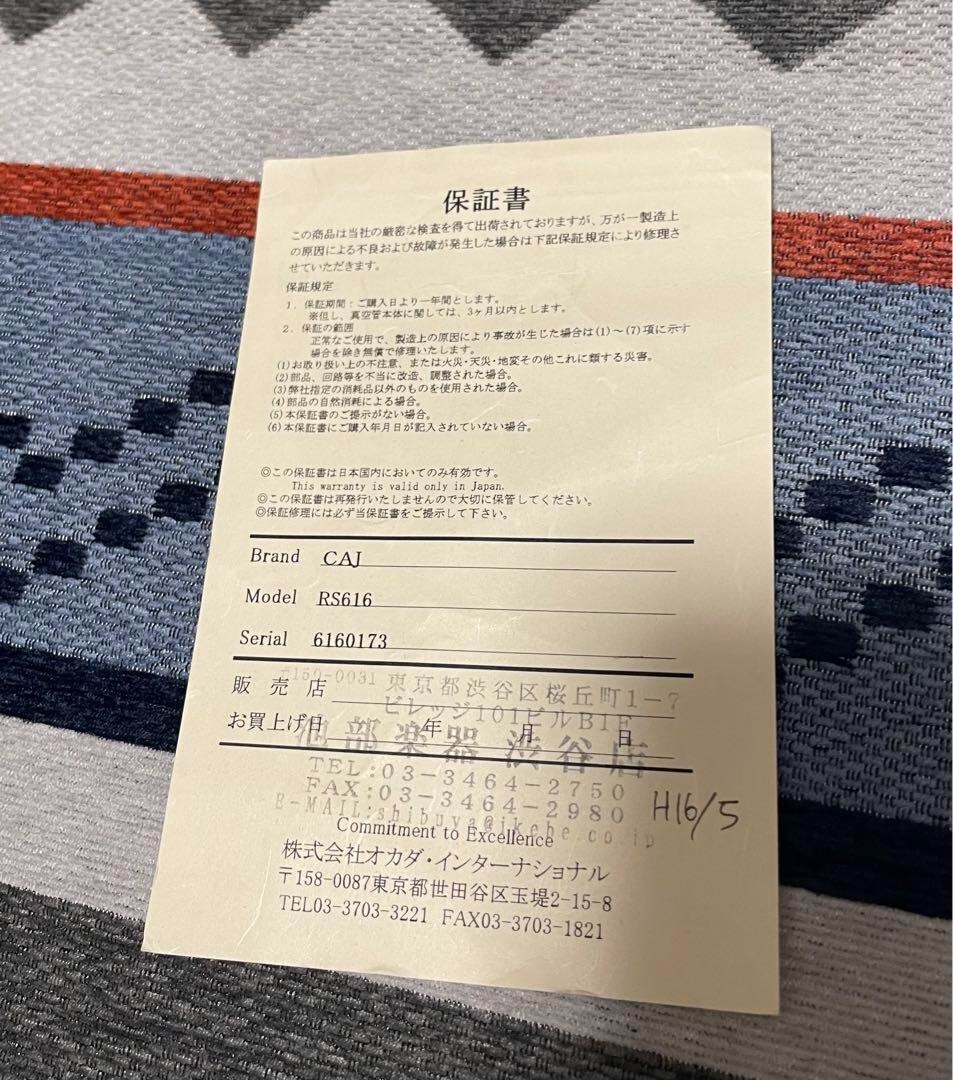 保証書
この商品は当社の厳密な検査を得て出荷されておりますが、万が一製造上
の原因による不良および故障が発生した場合は下記保証規定により修理さ
せていただきます。
保証規定
1. 保証期間：ご購入日より一年間とします。
※但し、真空管本体に関しては、3ヶ月以内とします。
2. 保証の範囲
正常なご使用で、製造上の原因により事故が生じた場合は(1)～(7)項に示す
場合を除き無償で修理いたします。
(1)お取り扱い上の不注意、または火災・天災・地変その他これに類する災害。
(2)部品、回路等を不当に改造、調整された場合。
(3)弊社指定の消耗品以外のものを使用された場合。
(4)部品の自然消耗による場合。
(5)本保証書のご提示がない場合。
(6)本保証書にご購入年月日が記入されていない場合。
◎この保証書は日本国内においてのみ有効です。
This warranty is valid only in Japan.
◎この保証書は再発行いたしませんので大切に保管してください。
◎保証修理には必ず当保証書をご提示して下さい。
Brand CAJ
Model RS616
Serial 6160173
〒150-0031 東京都渋谷区桜丘町1-7
販売店
ビレッジ101ビルB1F
お買上げ日 年 月 日
池部楽器 渋谷店
TEL:03-3464-2750
FAX:03-3464-2980
H16/5
E-MAIL:shibuya@ikebe.co.jp
Commitment to Excellence
株式会社オカダ・インターナショナル
〒158-0087東京都世田谷区玉堤2-15-8
TEL03-3703-3221 FAX03-3703-1821